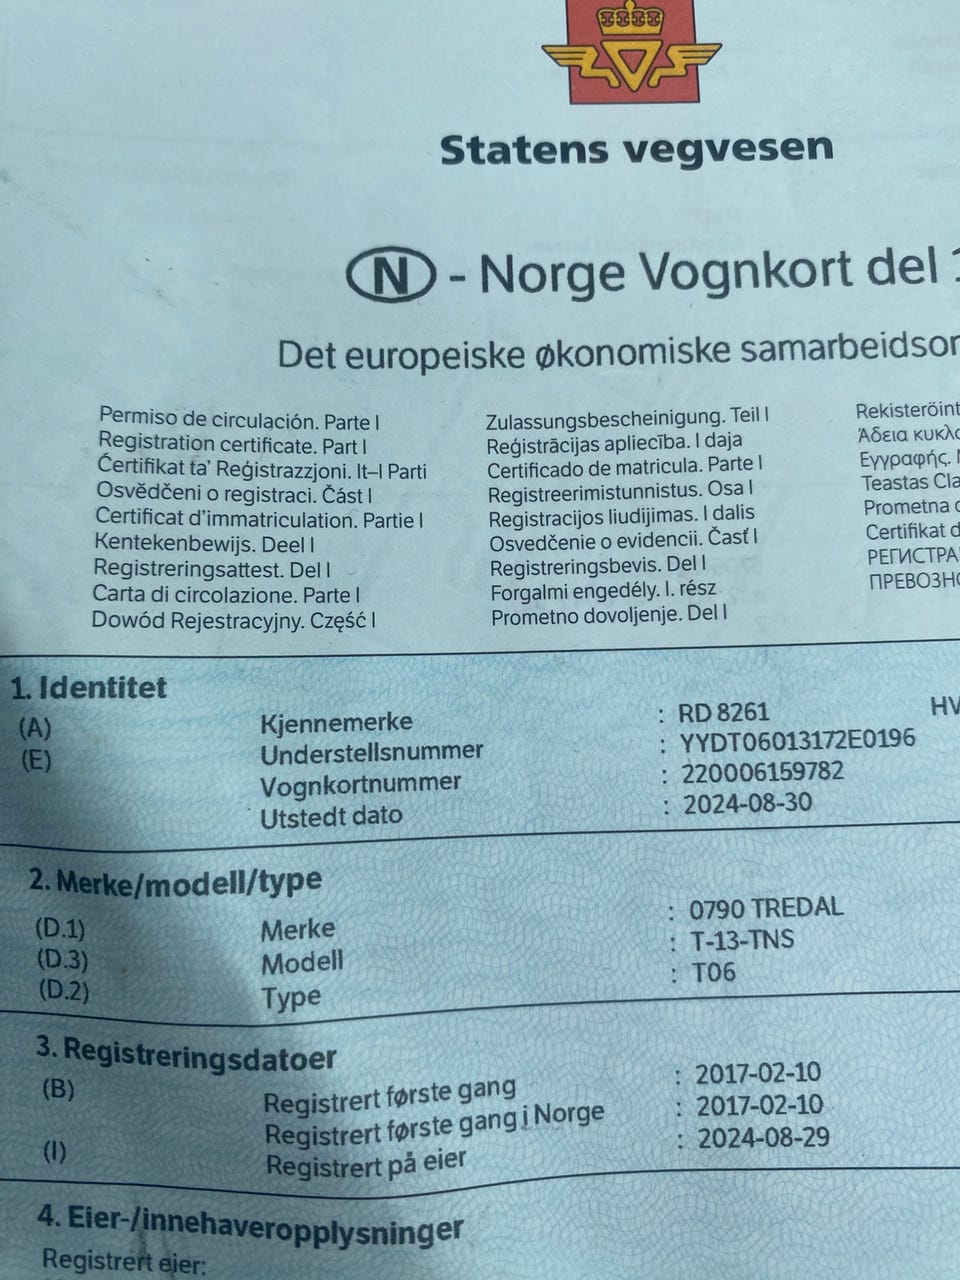 Statens vegvesen
N - Norge Vognkort del 1
Det europeiske økonomiske
Permiso de circulación. Parte I
Registration certificate. Part I
Ċertifikat ta' Reġistrazzjoni. It-l Parti
Osvědčeni o registraci. Část I
Certificat d'immatriculation. Partie I
Kentekenbewijs. Deel I
Registreringsattest. Del I
Carta di circolazione. Parte I
Dowód Rejestracyjny. Część I
Zulassungsbescheinigung. Teil I
Reģistrācijas apliecība. I daja
Certificado de matricula. Parte I
Registreerimistunnistus. Osa I
Registracijos liudijimas. I dalis
Osvedčenie o evidencii. Časť I
Registreringsbevis. Del I
Forgalmi engedély. I. rész
Prometno dovoljenje. Del I
Άδεια
Εγγραφής.
Teastas
Prometna
Certifikat
1. Identitet
(A) Kjennemerke : RD 8261
(E) Understellsnummer : YYDT06013172E0196
Vognkortnummer : 220006159782
Utstedt dato : 2024-08-30
2. Merke/modell/type
(D.1) Merke : 0790 TREDAL
(D.3) Modell : T-13-TNS
(D.2) Type : T06
3. Registreringsdatoer
(B) Registrert første gang : 2017-02-10
Registrert første gang i Norge : 2017-02-10
(I) Registrert på eier : 2024-08-29
4. Eier-/innehaveropplysninger
Registrert eier: